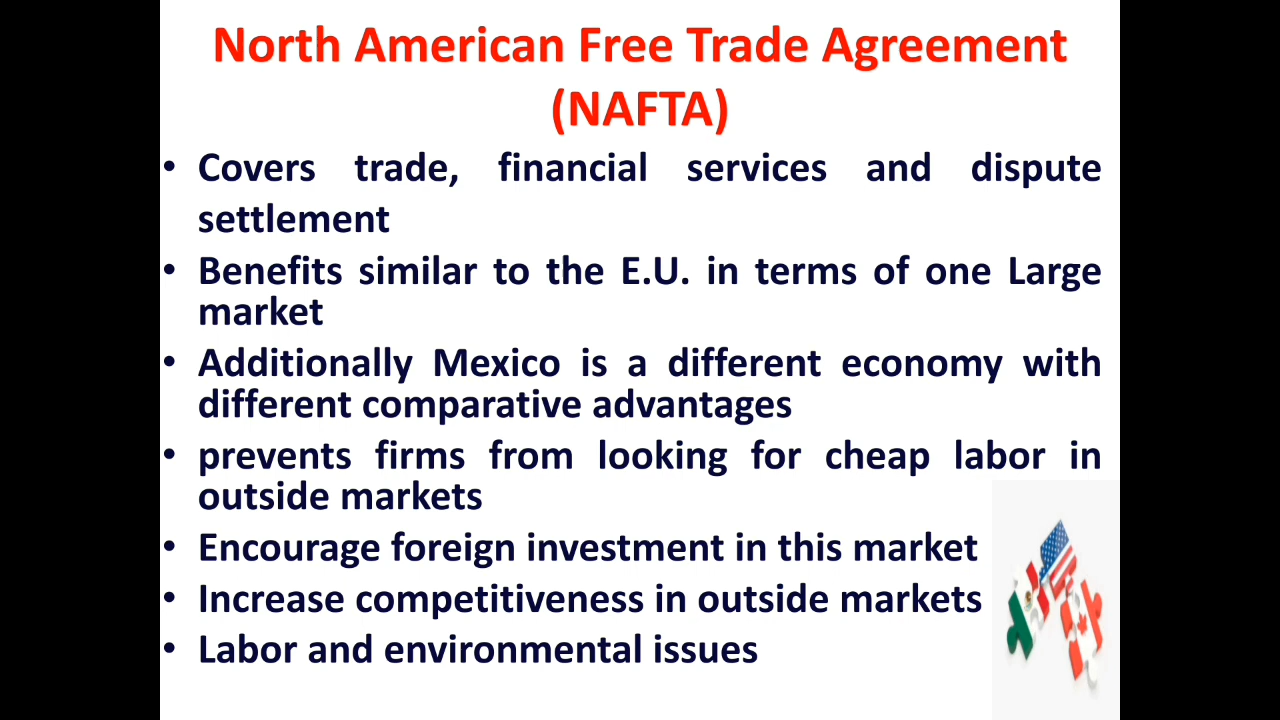 North American Free Trade Agreement
(NAFTA)
• Covers trade, financial services and dispute
settlement
• Benefits similar to the E.U. in terms of one Large
market
• Additionally Mexico is a different economy with
different comparative advantages
• prevents firms from looking for cheap labor in
outside markets
• Encourage foreign investment in this market
• Increase competitiveness in outside markets
• Labor and environmental issues